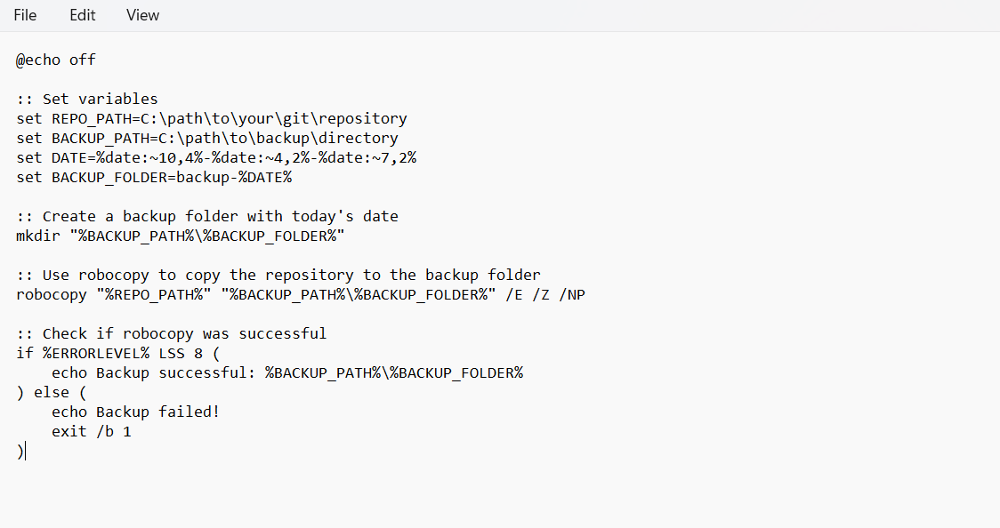 File Edit View
@echo off
:: Set variables
set REPO_PATH=C:\path\to\your\git\repository
set BACKUP_PATH=C:\path\to\backup\directory
set DATE=%date:~10,4%-%date:~4,2%-%date:~7,2%
set BACKUP_FOLDER=backup-%DATE%
:: Create a backup folder with today's date
mkdir "%BACKUP_PATH%\%BACKUP_FOLDER%"
:: Use robocopy to copy the repository to the backup folder
robocopy "%REPO_PATH%" "%BACKUP_PATH%\%BACKUP_FOLDER%" /E /Z /NP
:: Check if robocopy was successful
if %ERRORLEVEL% LSS 8 (
    echo Backup successful: %BACKUP_PATH%\%BACKUP_FOLDER%
) else (
    echo Backup failed!
    exit /b 1
)